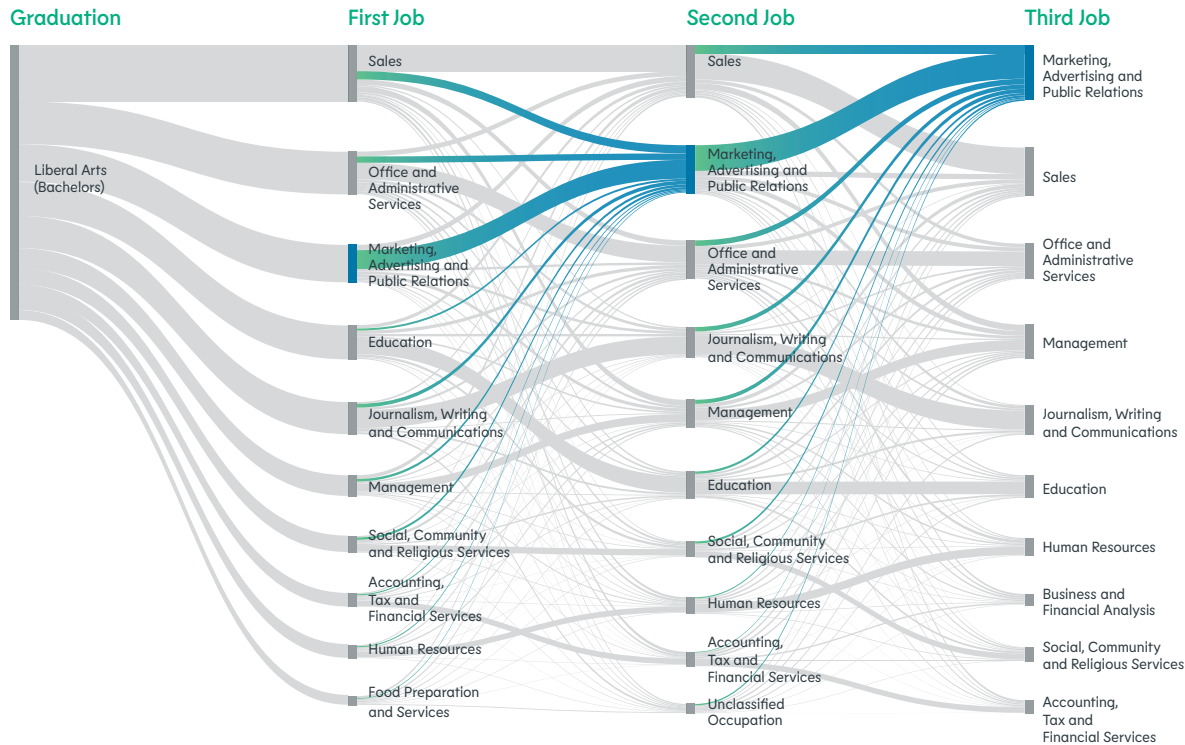 Graduation
First Job
Second Job
Third Job
Liberal Arts
(Bachelors)
Sales
Office and
Administrative
Services
Marketing,
Advertising and
Public Relations
Education
Journalism, Writing
and Communications
Management
Social, Community
and Religious Services
Accounting,
Tax and
Financial Services
Human Resources
Food Preparation
and Services
Sales
Marketing,
Advertising and
Public Relations
Office and
Administrative
Services
Journalism, Writing
and Communications
Management
Education
Social, Community
and Religious Services
Human Resources
Accounting,
Tax and
Financial Services
Unclassified
Occupation
Marketing,
Advertising and
Public Relations
Sales
Office and
Administrative
Services
Management
Journalism, Writing
and Communications
Education
Human Resources
Business and
Financial Analysis
Social, Community
and Religious Services
Accounting,
Tax and
Financial Services